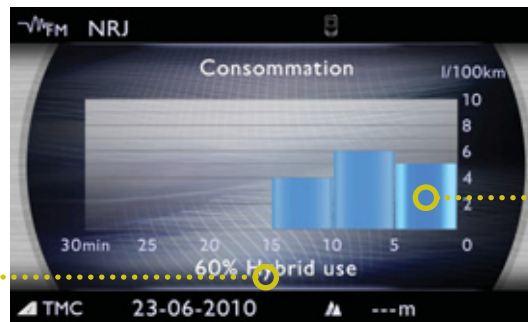 FM NRJ
Consommation
l/100km
10
8
6
4
2
30min 25 20 15 10 5 0
60% Hybrid use
TMC 23-06-2010 ---m